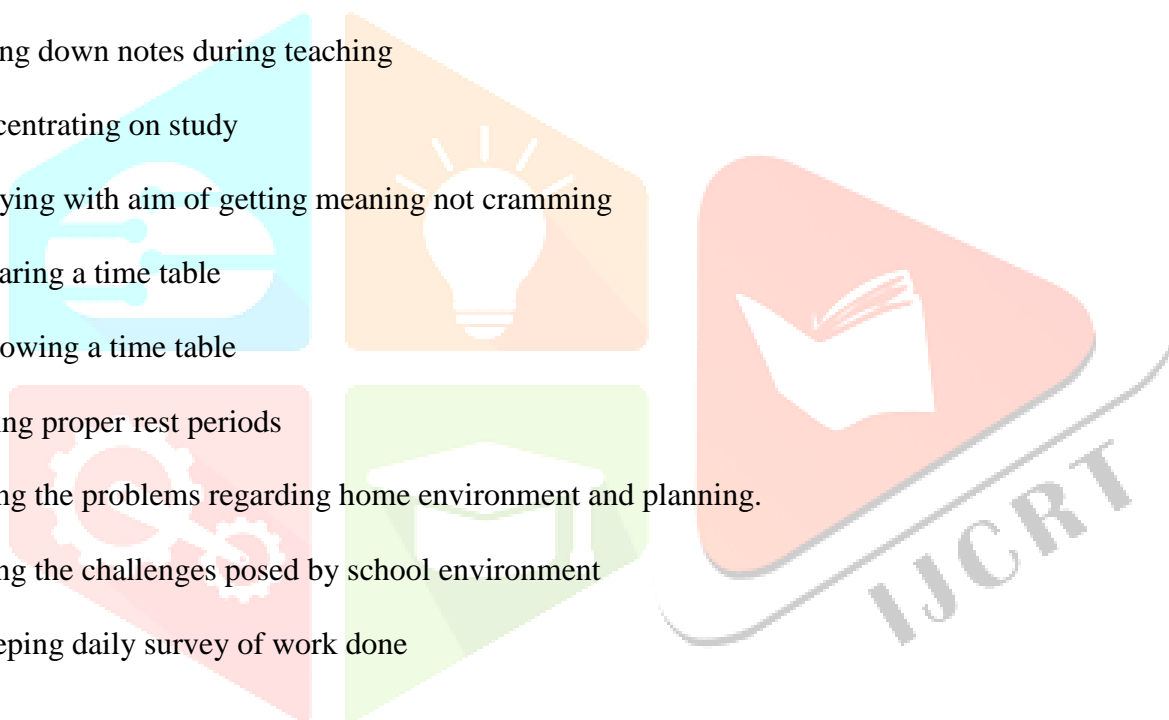 ng down notes during teaching
centrating on study
ying with aim of getting meaning not cramming
aring a time table
owing a time table
ing proper rest periods
ng the problems regarding home environment and planning.
ng the challenges posed by school environment
eping daily survey of work done
IJCRT